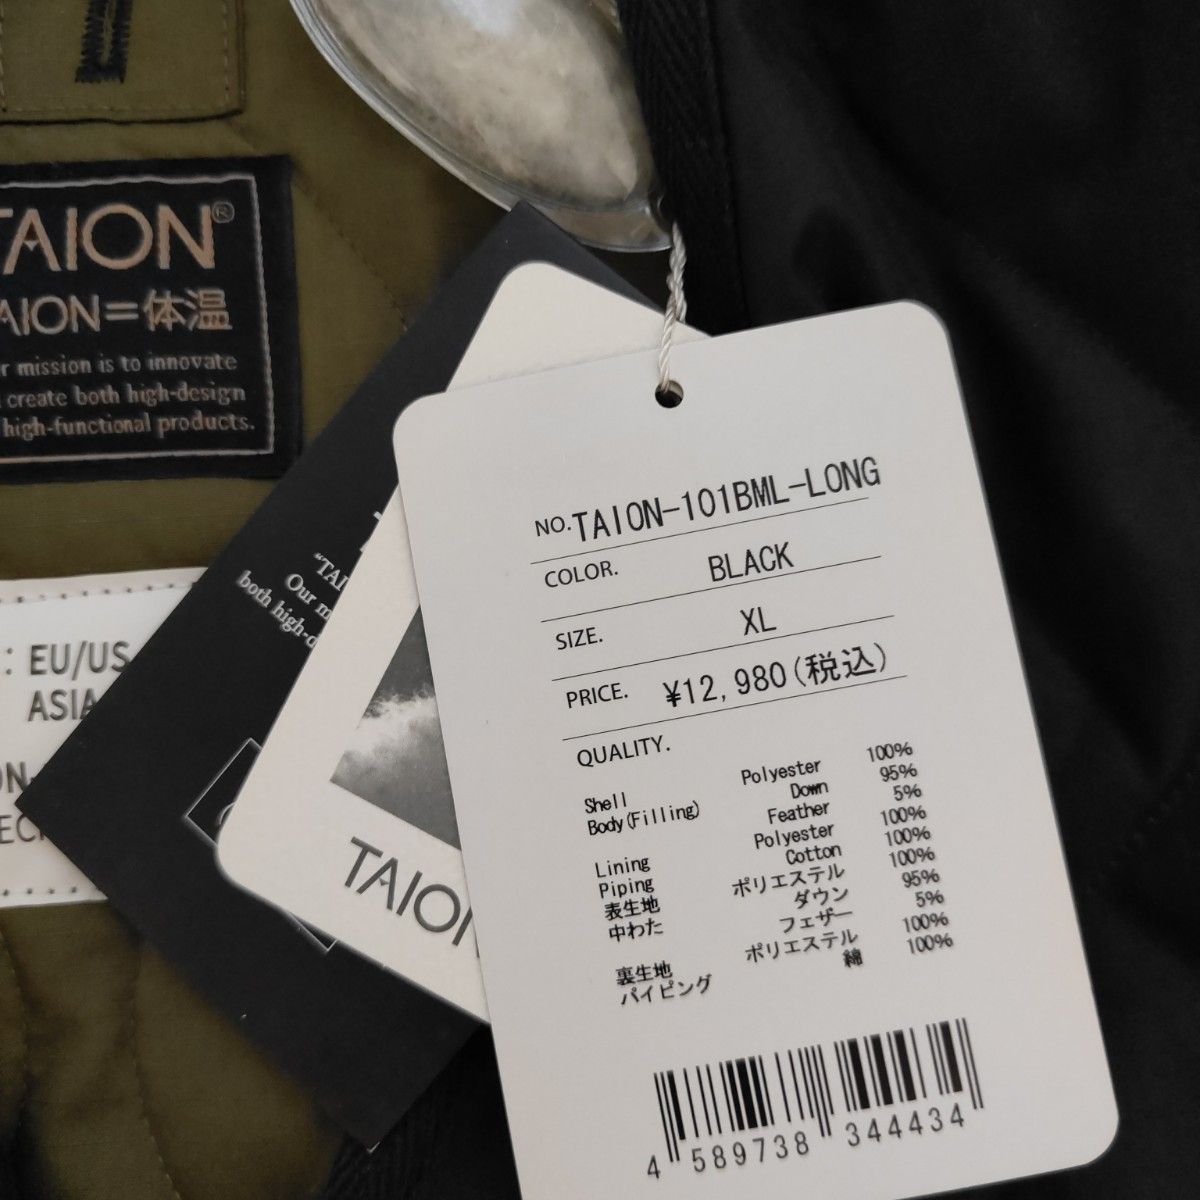 TAION®
TAION=体温
mission is to innovate
create both high-design
high-functional products.
: EU/US
ASIA
"TAI
Our m
both high-d
TAIO
NO. TAION-101BML-LONG
COLOR. BLACK
SIZE. XL
PRICE. ¥12,980(税込)
QUALITY.
Shell Polyester 100%
Body(Filling) Down 95%
Feather 5%
Lining Polyester 100%
Piping Cotton 100%
表生地 ポリエステル 100%
中わた ダウン 95%
フェザー 5%
裏生地 ポリエステル 100%
パイピング 綿 100%
4 589738 344434